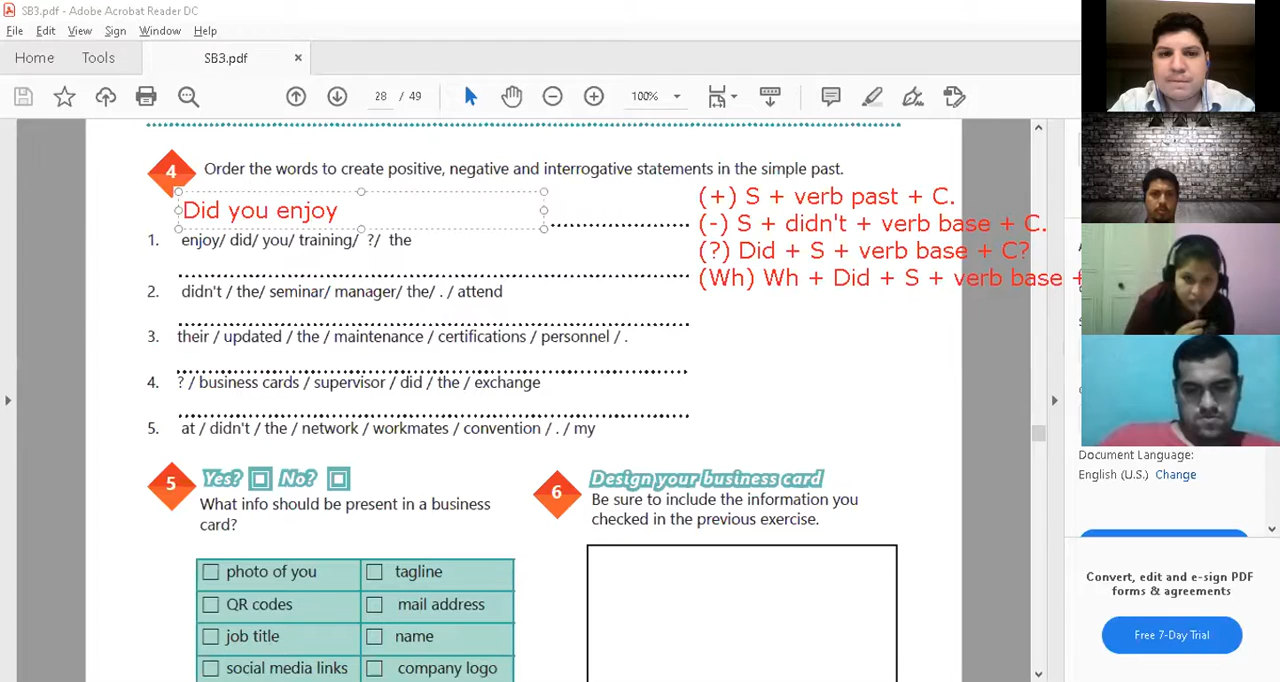 SB3.pdf - Adobe Acrobat Reader DC
File Edit View Sign Window Help
Home Tools SB3.pdf ×
28 / 49 100%
4 Order the words to create positive, negative and interrogative statements in the simple past.
Did you enjoy
1. enjoy/ did/ you/ training/ ?/ the
2. didn't / the/ seminar/ manager/ the/ . / attend
3. their / updated / the / maintenance / certifications / personnel / .
4. ? / business cards / supervisor / did / the / exchange
5. at / didn't / the / network / workmates / convention / . / my
(+) S + verb past + C.
(-) S + didn't + verb base + C.
(?) Did + S + verb base + C?
(Wh) Wh + Did + S + verb base +
5 Yes? No?
What info should be present in a business
card?
photo of you tagline
QR codes mail address
job title name
social media links company logo
6 Design your business card
Be sure to include the information you
checked in the previous exercise.
Document Language:
English (U.S.) Change
Convert, edit and e-sign PDF
forms & agreements
Free 7-Day Trial